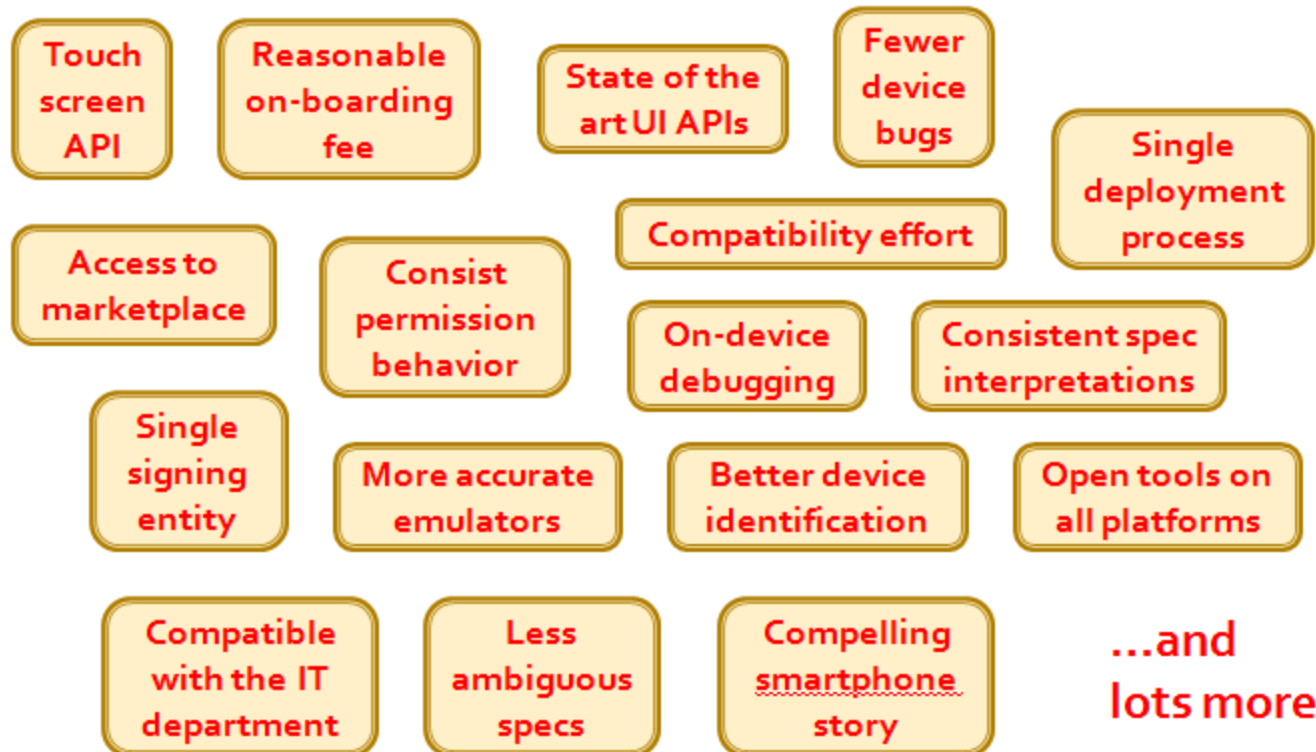 Touch
screen
API
Reasonable
on-boarding
fee
State of the
art UI APIs
Fewer
device
bugs
Single
deployment
process
Access to
marketplace
Consist
permission
behavior
Compatibility effort
On-device
debugging
Consistent spec
interpretations
Single
signing
entity
More accurate
emulators
Better device
identification
Open tools on
all platforms
Compatible
with the IT
department
Less
ambiguous
specs
Compelling
smartphone
story
...and
lots more